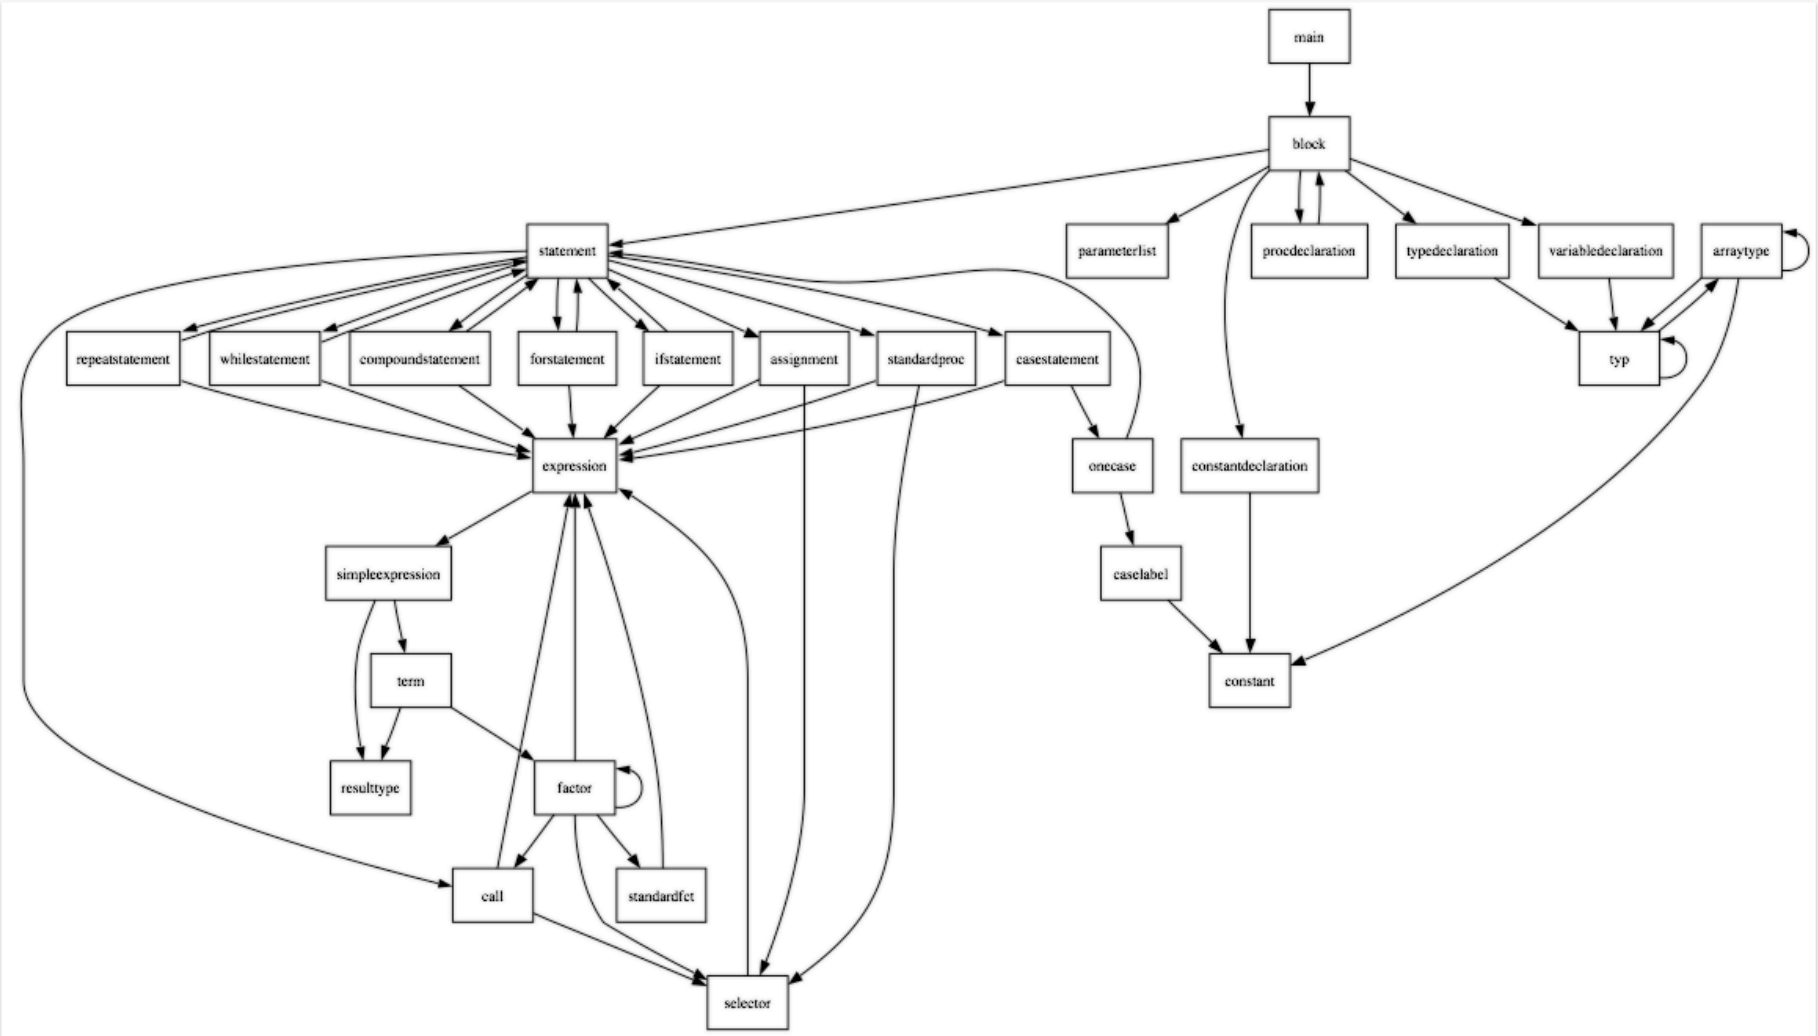 main
block
statement
parameterlist
procdeclaration
typedeclaration
variabledeclaration
arraytype
repeatstatement
whilestatement
compoundstatement
forstatement
ifstatement
assignment
standardproc
casestatement
typ
expression
onecase
constantdeclaration
simpleexpression
caselabel
term
constant
resulttype
factor
call
standardfct
selector